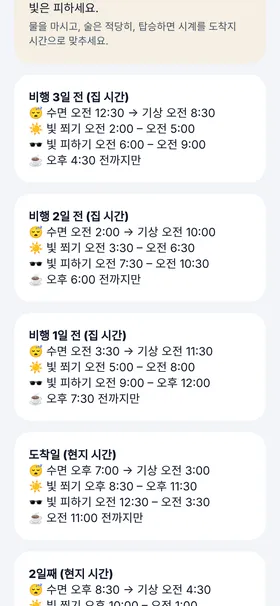 빛은 피하세요.
물을 마시고, 술은 적당히, 탑승하면 시계를 도착지
시간으로 맞추세요.
비행 3일 전 (집 시간)
😴 수면 오전 12:30 → 기상 오전 8:30
☀️ 빛 쬐기 오전 2:00 – 오전 5:00
🕶️ 빛 피하기 오전 6:00 – 오전 9:00
☕ 오후 4:30 전까지만
비행 2일 전 (집 시간)
😴 수면 오전 2:00 → 기상 오전 10:00
☀️ 빛 쬐기 오전 3:30 – 오전 6:30
🕶️ 빛 피하기 오전 7:30 – 오전 10:30
☕ 오후 6:00 전까지만
비행 1일 전 (집 시간)
😴 수면 오전 3:30 → 기상 오전 11:30
☀️ 빛 쬐기 오전 5:00 – 오전 8:00
🕶️ 빛 피하기 오전 9:00 – 오후 12:00
☕ 오후 7:30 전까지만
도착일 (현지 시간)
😴 수면 오후 7:00 → 기상 오전 3:00
☀️ 빛 쬐기 오후 8:30 – 오후 11:30
🕶️ 빛 피하기 오전 12:30 – 오전 3:30
☕ 오전 11:00 전까지만
2일째 (현지 시간)
😴 수면 오후 8:30 → 기상 오전 4:30
☀️ 빛 쬐기 오후 10:00 – 오전 1:00